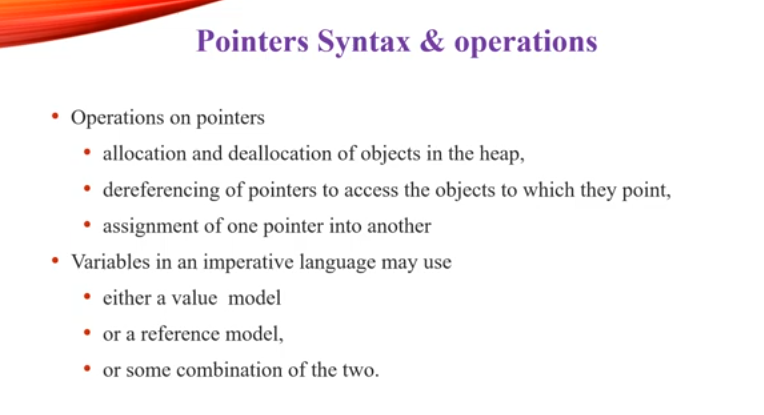 Pointers Syntax & operations
• Operations on pointers
• allocation and deallocation of objects in the heap,
• dereferencing of pointers to access the objects to which they point,
• assignment of one pointer into another
• Variables in an imperative language may use
• either a value  model
• or a reference model,
• or some combination of the two.